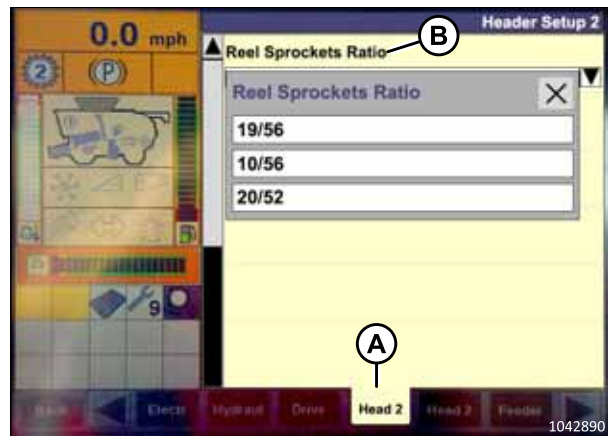 Header Setup 2
0.0 mph
B
Reel Sprockets Ratio
2
(P)
Reel Sprockets Ratio
19/56
10/56
20/52
9
A
Back
Electr
Hydraul
Drive
Head 2
Head 2
Feeder
1042890